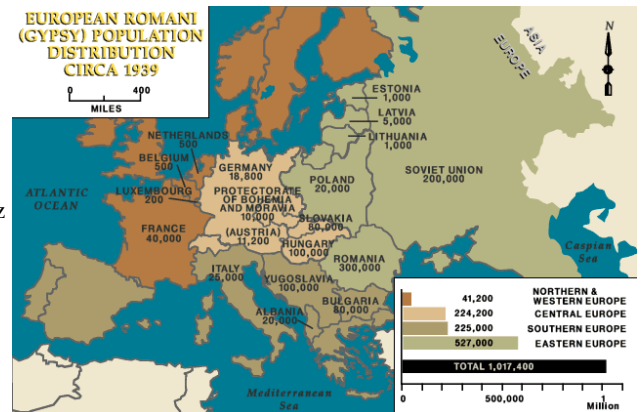 EUROPEAN ROMANI
(GYPSY) POPULATION
DISTRIBUTION
CIRCA 1939
0 400
MILES
N
ASIA
EUROPE
ESTONIA
1,000
LATVIA
5,000
LITHUANIA
1,000
NETHERLANDS
500
BELGIUM
500
LUXEMBOURG
200
GERMANY
18,800
POLAND
20,000
SOVIET UNION
200,000
PROTECTORATE
OF BOHEMIA
AND MORAVIA
10,000
ATLANTIC
OCEAN
z
SLOVAKIA
80,000
(AUSTRIA)
11,200
FRANCE
40,000
HUNGARY
100,000
ROMANIA
300,000
Caspian
Sea
ITALY
25,000
YUGOSLAVIA
100,000
BULGARIA
80,000
ALBANIA
20,000
Mediterranean
Sea
41,200 NORTHERN &
WESTERN EUROPE
224,200 CENTRAL EUROPE
225,000 SOUTHERN EUROPE
527,000 EASTERN EUROPE
TOTAL 1,017,400
0 500,000 1
Million